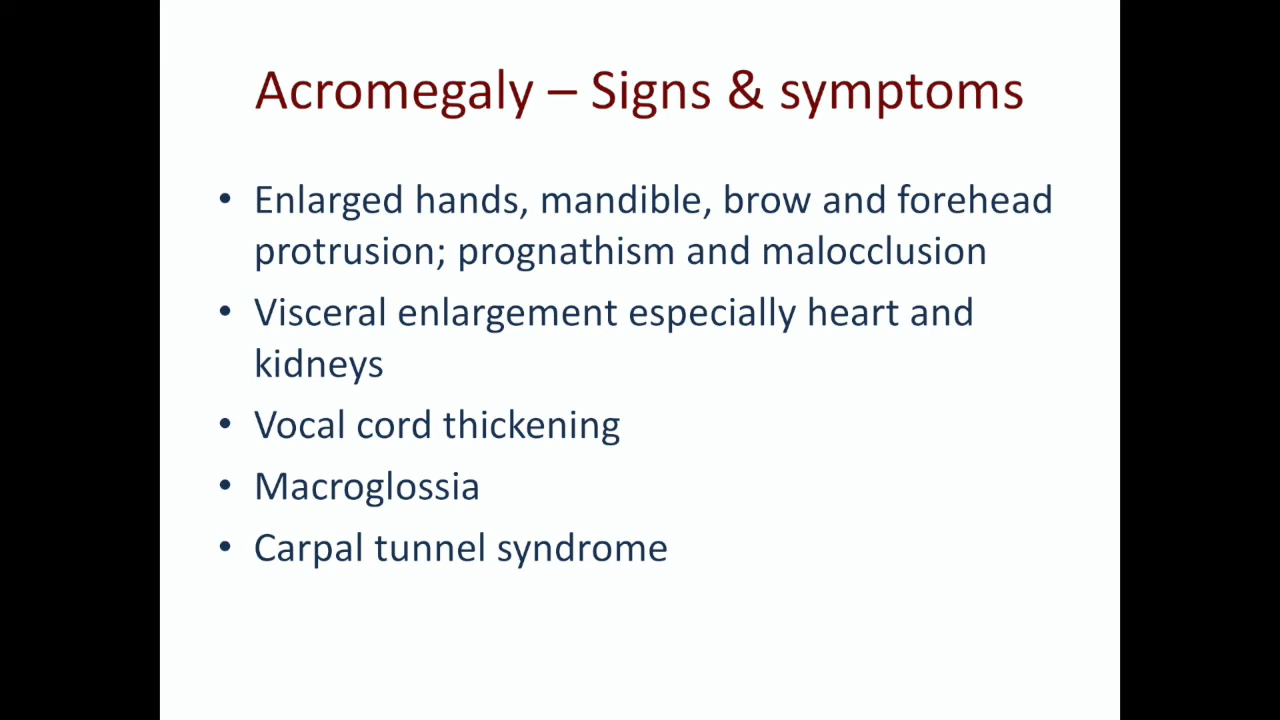 Acromegaly – Signs & symptoms
• Enlarged hands, mandible, brow and forehead
protrusion; prognathism and malocclusion
• Visceral enlargement especially heart and
kidneys
• Vocal cord thickening
• Macroglossia
• Carpal tunnel syndrome